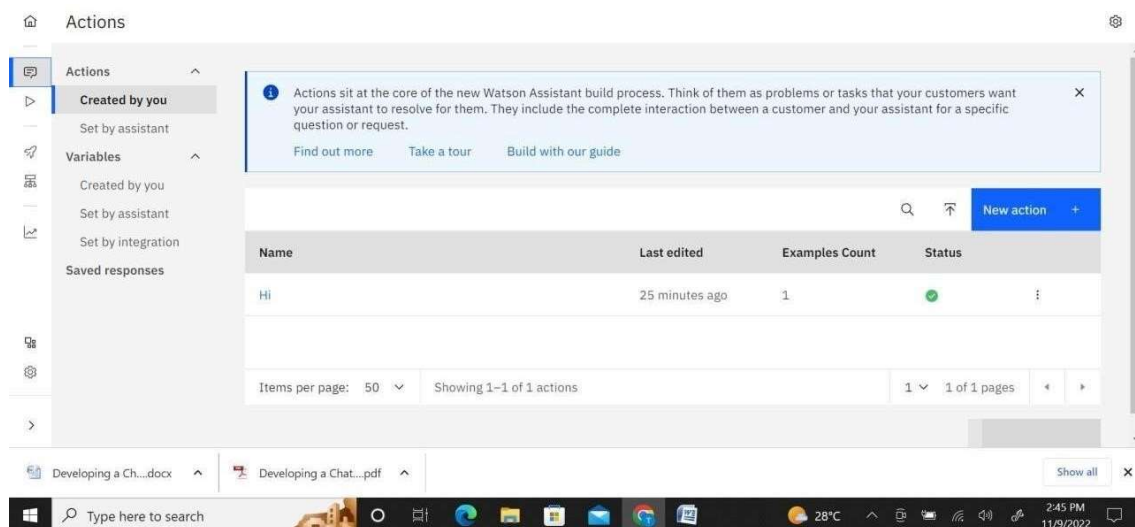 Actions
Actions
Created by you
Set by assistant
Variables
Created by you
Set by assistant
Set by integration
Saved responses
Actions sit at the core of the new Watson Assistant build process. Think of them as problems or tasks that your customers want
your assistant to resolve for them. They include the complete interaction between a customer and your assistant for a specific
question or request.
Find out more Take a tour Build with our guide
New action +
Name Last edited Examples Count Status
Hi 25 minutes ago 1
Items per page: 50 Showing 1–1 of 1 actions 1 1 of 1 pages
Developing a Ch....docx Developing a Chat....pdf Show all
Type here to search 28°C 2:45 PM
11/9/2022